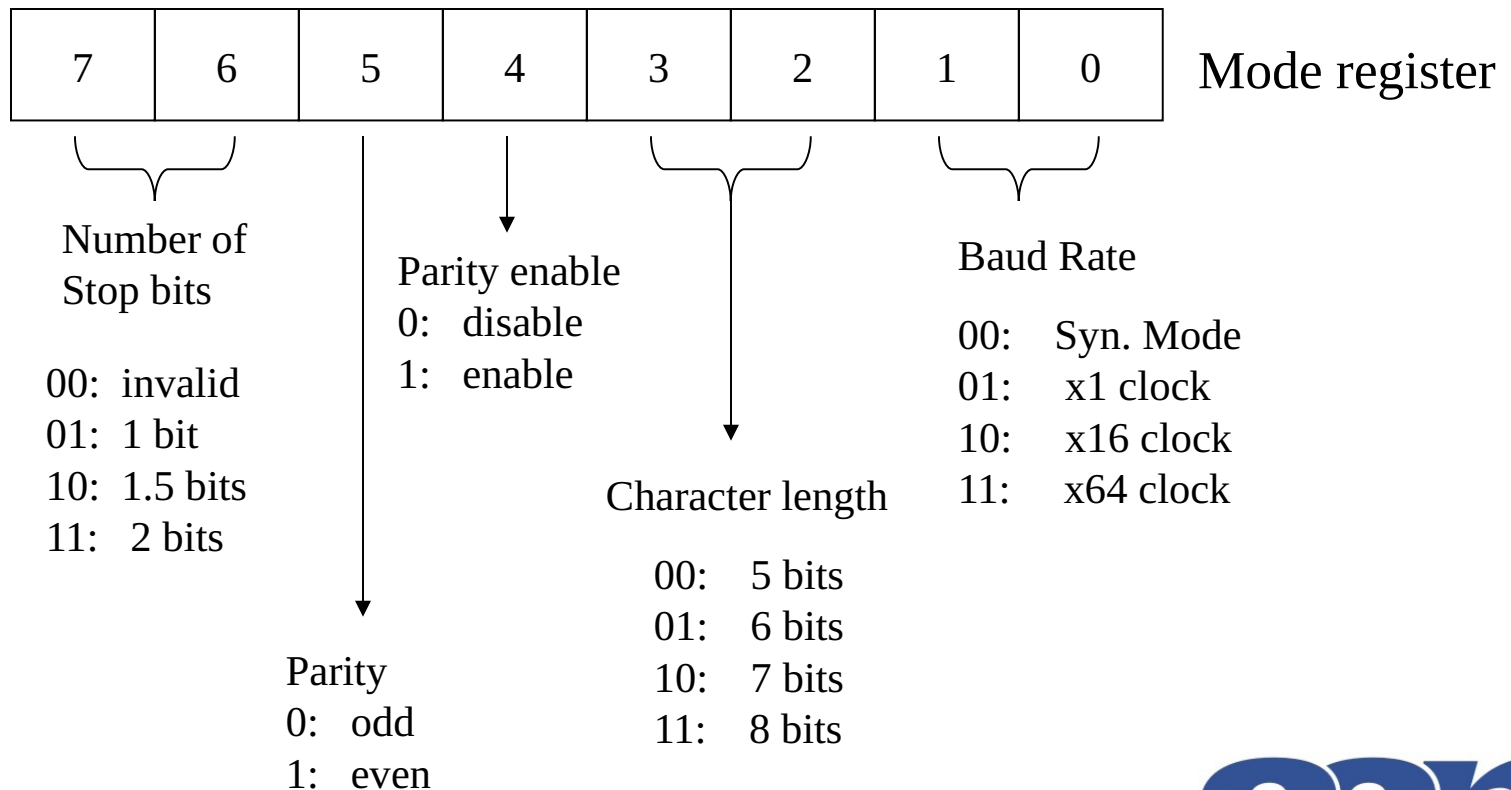 7 6 5 4 3 2 1 0 Mode register
Number of
Stop bits
00: invalid
01: 1 bit
10: 1.5 bits
11: 2 bits
Parity
0: odd
1: even
Parity enable
0: disable
1: enable
Character length
00: 5 bits
01: 6 bits
10: 7 bits
11: 8 bits
Baud Rate
00: Syn. Mode
01: x1 clock
10: x16 clock
11: x64 clock